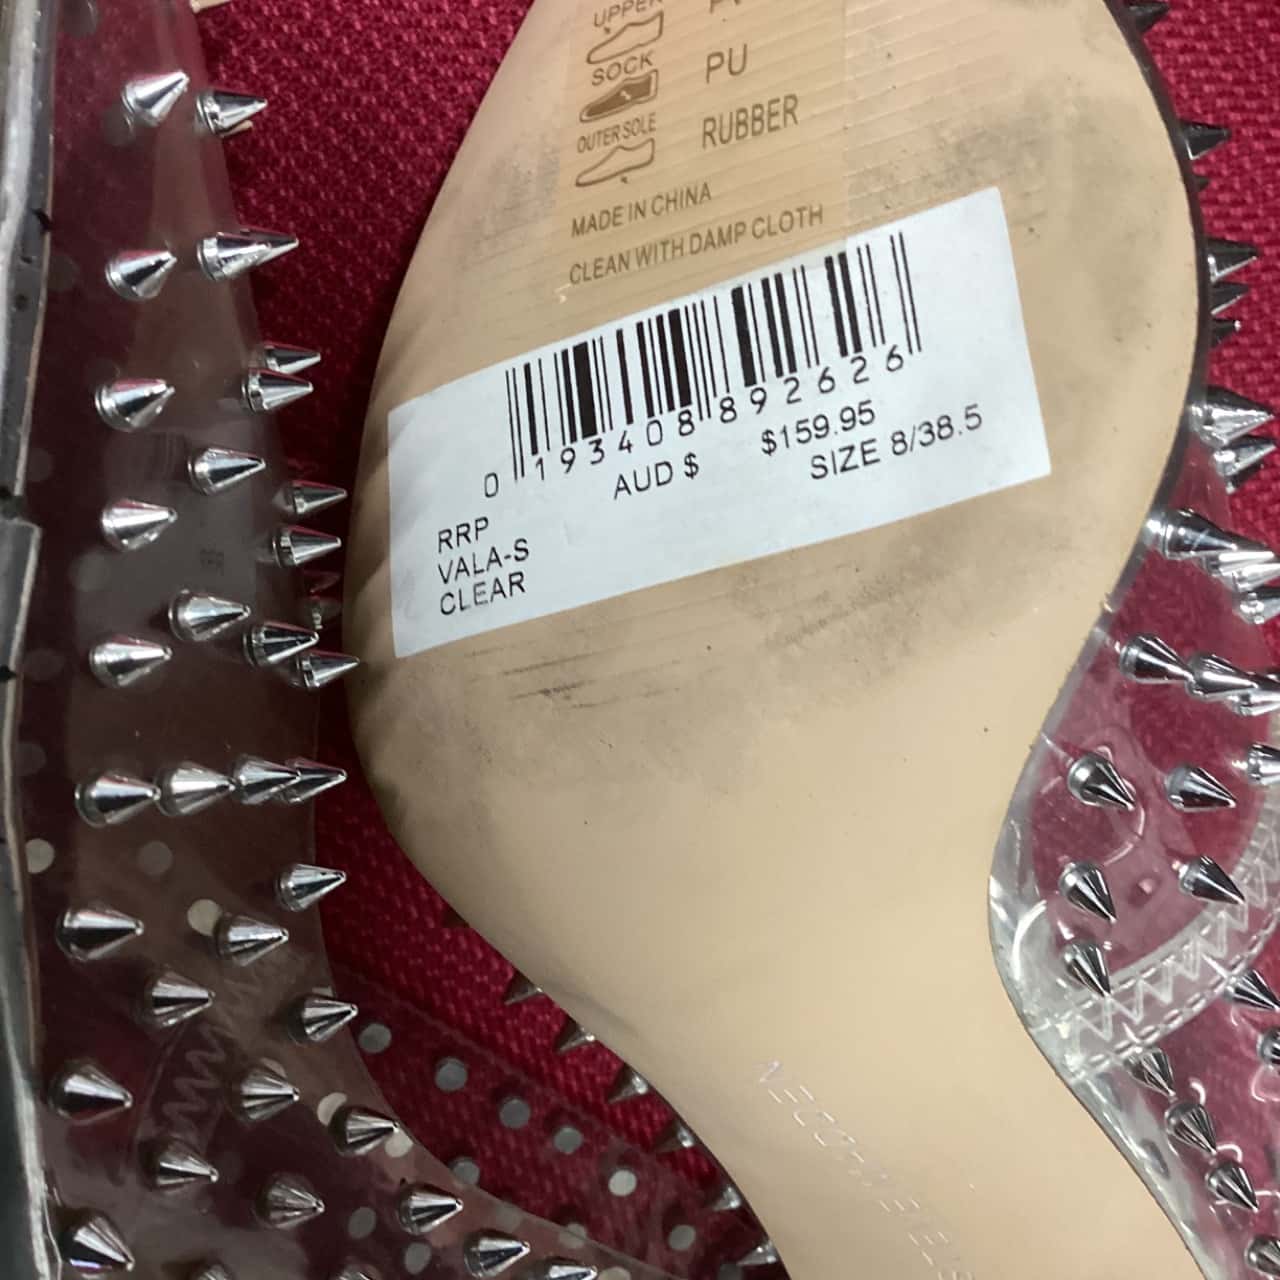 UPPER
SOCK PU
OUTER SOLE RUBBER
MADE IN CHINA
CLEAN WITH DAMP CLOTH
0 193408 892626
AUD $ $159.95
RRP SIZE 8/38.5
VALA-S
CLEAR